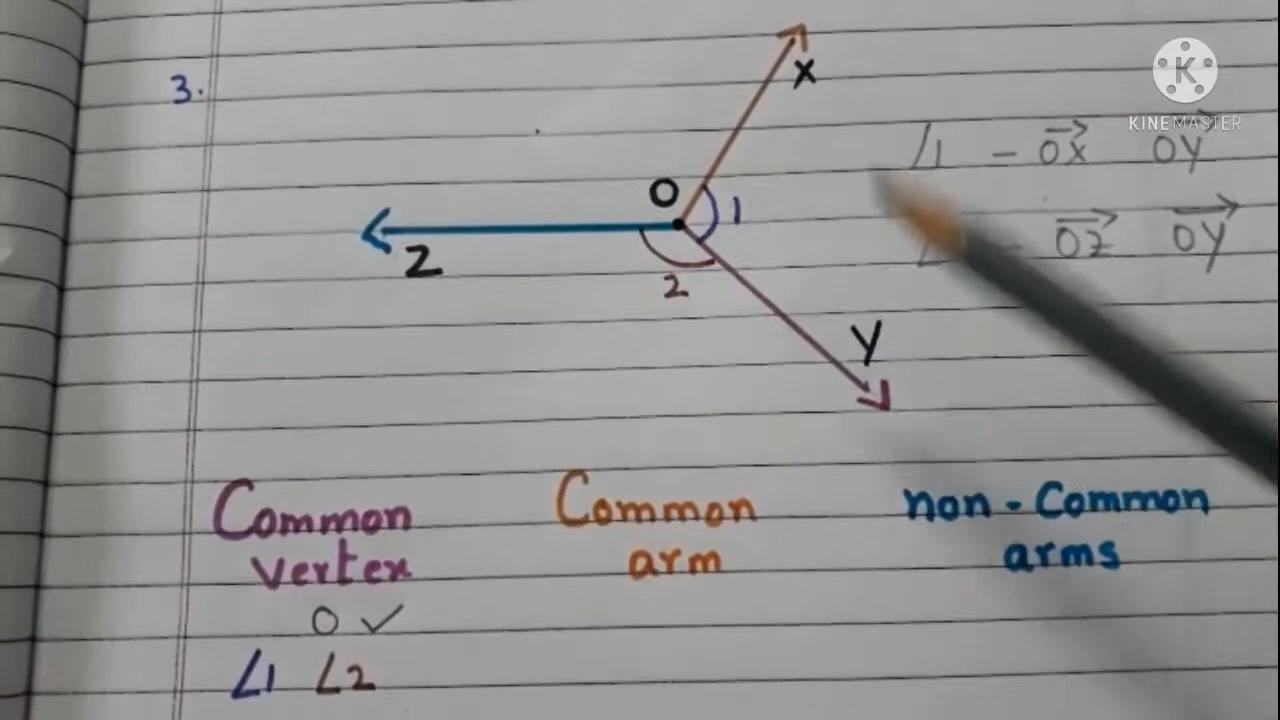 3.
X
KINEMASTER
∠1 - OX→ OY→
O
1
- OZ→ OY→
Z
2
Y
Common Common non-Common
vertex arm arms
O ✓
∠1 ∠2